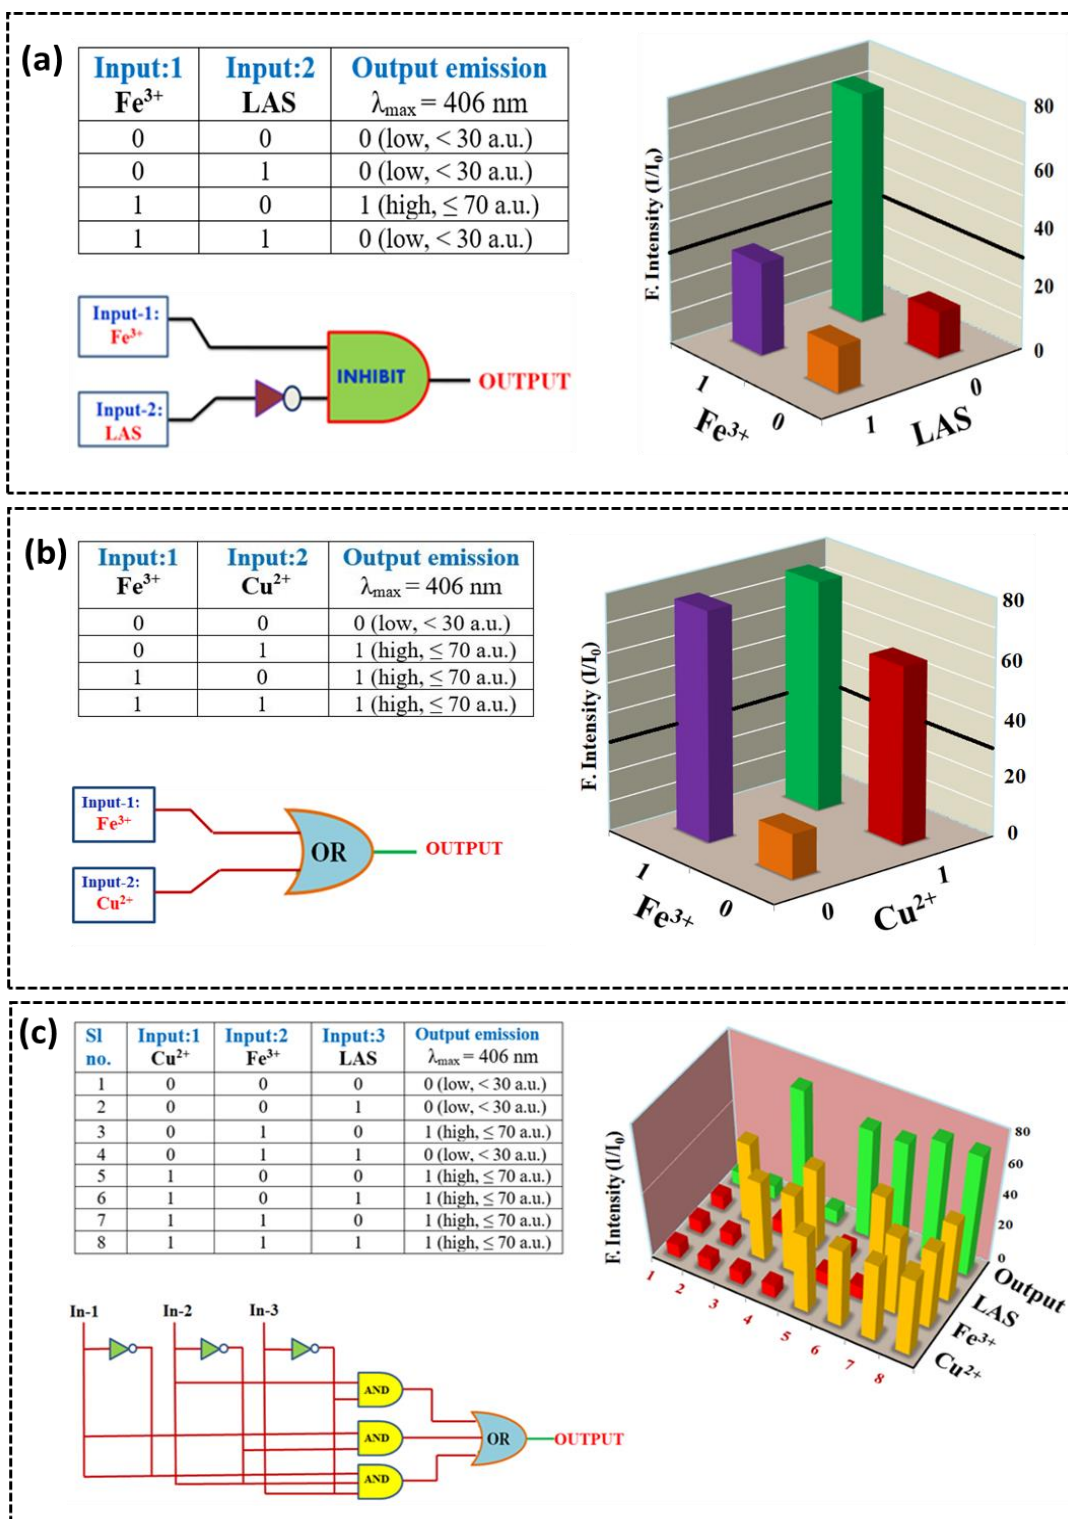 (a)
Input:1 Input:2 Output emission
Fe³⁺ LAS λmax = 406 nm
0 0 0 (low, < 30 a.u.)
0 1 0 (low, < 30 a.u.)
1 0 1 (high, ≤ 70 a.u.)
1 1 0 (low, < 30 a.u.)
Input-1:
Fe³⁺
Input-2:
LAS
INHIBIT
OUTPUT
F. Intensity (I/I₀)
80
60
40
20
0
1
0
Fe³⁺
1
0
LAS
(b)
Input:1 Input:2 Output emission
Fe³⁺ Cu²⁺ λmax = 406 nm
0 0 0 (low, < 30 a.u.)
0 1 1 (high, ≤ 70 a.u.)
1 0 1 (high, ≤ 70 a.u.)
1 1 1 (high, ≤ 70 a.u.)
Input-1:
Fe³⁺
Input-2:
Cu²⁺
OR
OUTPUT
F. Intensity (I/I₀)
80
60
40
20
0
1
0
Fe³⁺
0
1
Cu²⁺
(c)
Sl Input:1 Input:2 Input:3 Output emission
no. Cu²⁺ Fe³⁺ LAS λmax = 406 nm
1 0 0 0 0 (low, < 30 a.u.)
2 0 0 1 0 (low, < 30 a.u.)
3 0 1 0 1 (high, ≤ 70 a.u.)
4 0 1 1 0 (low, < 30 a.u.)
5 1 0 0 1 (high, ≤ 70 a.u.)
6 1 0 1 1 (high, ≤ 70 a.u.)
7 1 1 0 1 (high, ≤ 70 a.u.)
8 1 1 1 1 (high, ≤ 70 a.u.)
In-1 In-2 In-3
AND
AND
AND
OR
OUTPUT
F. Intensity (I/I₀)
80
60
40
20
0
1 2 3 4 5 6 7 8
Output
LAS
Fe³⁺
Cu²⁺